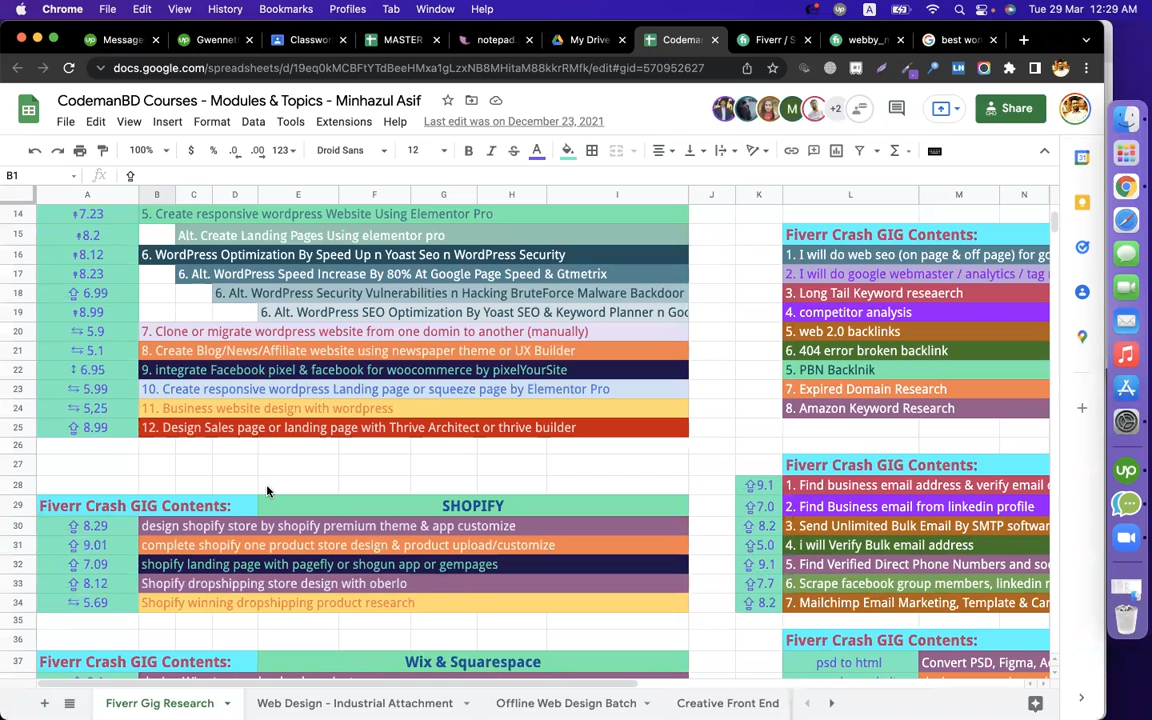 Chrome File Edit View History Bookmarks Profiles Tab Window Help A Tue 29 Mar 12:29 AM
Message Gwennet Classwo MASTER notepad. My Drive Codema Fiverr / S webby_n best won
docs.google.com/spreadsheets/d/19eq0kMCBFtYTdBeeHMxa1gLzxNB8MHitaM88kkrRMfk/edit#gid=570952627
CodemanBD Courses - Modules & Topics - Minhazul Asif
M +2 Share
File Edit View Insert Format Data Tools Extensions Help Last edit was on December 23, 2021
100% $ % .0 .00 123 Droid Sans 12 B I S A
B1 fx ⇧
A B C D E F G H I J K L M N
14 ↟7.23 5. Create responsive wordpress Website Using Elementor Pro
15 ↟8.2 Alt. Create Landing Pages Using elementor pro Fiverr Crash GIG Contents:
16 ↟8.12 6. WordPress Optimization By Speed Up n Yoast Seo n WordPress Security 1. I will do web seo (on page & off page) for go
17 ↟8.23 6. Alt. WordPress Speed Increase By 80% At Google Page Speed & Gtmetrix 2. I will do google webmaster / analytics / tag
18 ⇧ 6.99 6. Alt. WordPress Security Vulnerabilities n Hacking BruteForce Malware Backdoor 3. Long Tail Keyword reseaerch
19 ↟8.99 6. Alt. WordPress SEO Optimization By Yoast SEO & Keyword Planner n Goo 4. competitor analysis
20 ⇆ 5.9 7. Clone or migrate wordpress website from one domin to another (manually) 5. web 2.0 backlinks
21 ⇆ 5.1 8. Create Blog/News/Affiliate website using newspaper theme or UX Builder 6. 404 error broken backlink
22 ↕ 6.95 9. integrate Facebook pixel & facebook for woocommerce by pixelYourSite 5. PBN Backlnik
23 ⇆ 5.99 10. Create responsive wordpress Landing page or squeeze page by Elementor Pro 7. Expired Domain Research
24 ⇆ 5,25 11. Business website design with wordpress 8. Amazon Keyword Research
25 ⇧ 8.99 12. Design Sales page or landing page with Thrive Architect or thrive builder
26
27 Fiverr Crash GIG Contents:
28 ⇧9.1 1. Find business email address & verify email
29 Fiverr Crash GIG Contents: SHOPIFY ⇧7.0 2. Find Business email from linkedin profile
30 ⇧ 8.29 design shopify store by shopify premium theme & app customize ⇧ 8.2 3. Send Unlimited Bulk Email By SMTP softwar
31 ⇧ 9.01 complete shopify one product store design & product upload/customize ⇧5.0 4. i will Verify Bulk email address
32 ⇧ 7.09 shopify landing page with pagefly or shogun app or gempages ⇧ 9.1 5. Find Verified Direct Phone Numbers and so
33 ⇧ 8.12 Shopify dropshipping store design with oberlo ⇧7.7 6. Scrape facebook group members, linkedin
34 ⇆ 5.69 Shopify winning dropshipping product research ⇧ 8.2 7. Mailchimp Email Marketing, Template & Ca
35
36 Fiverr Crash GIG Contents:
37 Fiverr Crash GIG Contents: Wix & Squarespace psd to html Convert PSD, Figma, A
Fiverr Gig Research Web Design - Industrial Attachment Offline Web Design Batch Creative Front End